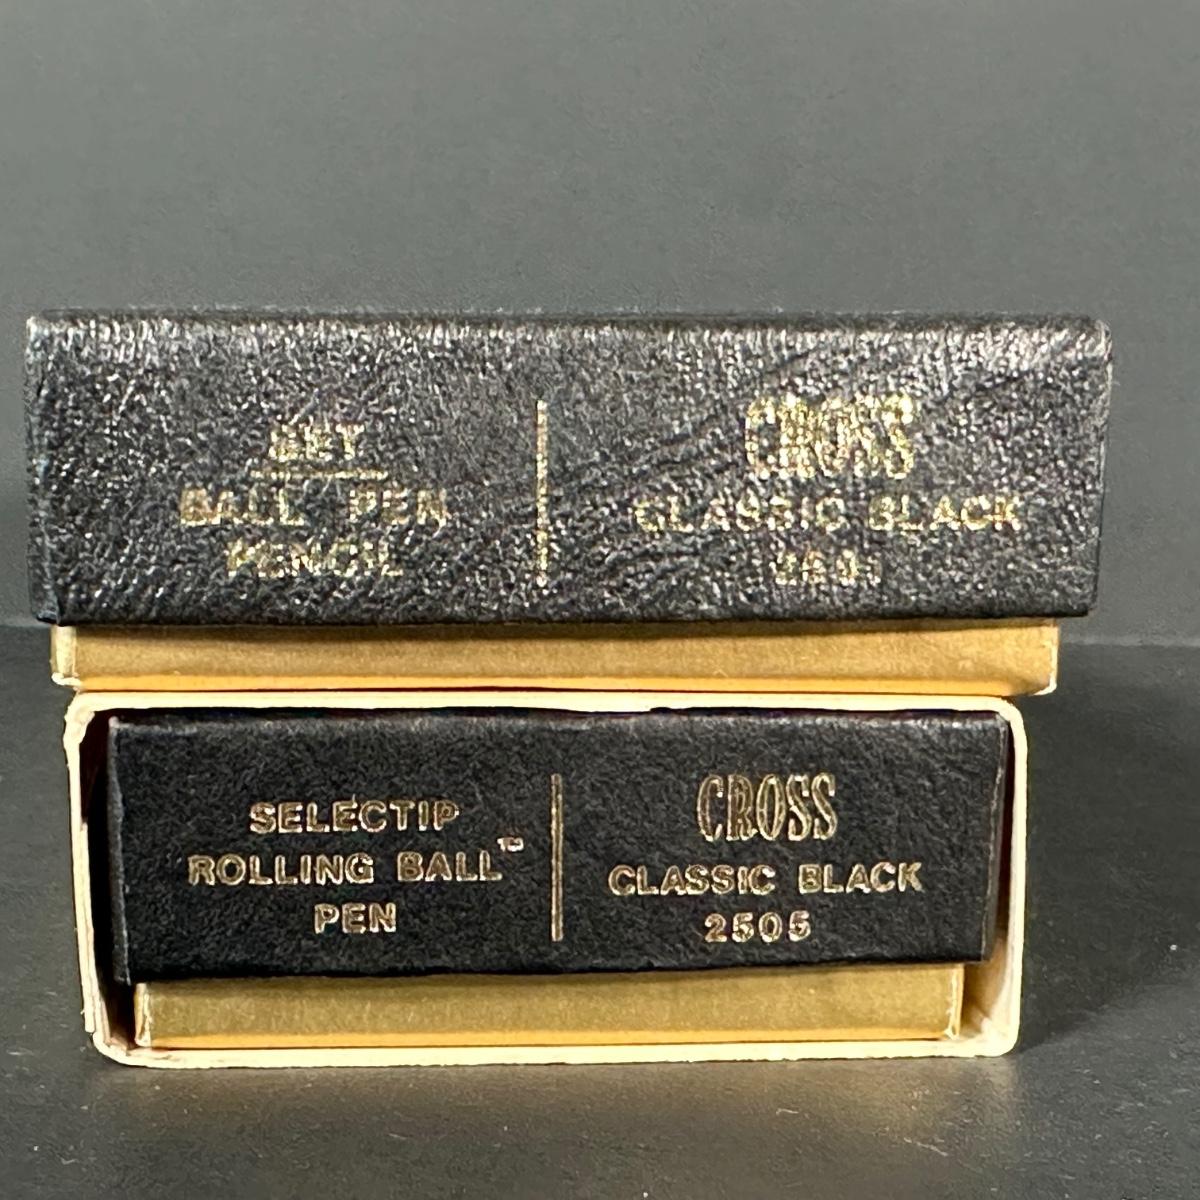 SET
BALL PEN
PENCIL
CROSS
CLASSIC BLACK
SELECTIP
ROLLING BALL™
PEN
CROSS
CLASSIC BLACK
2505